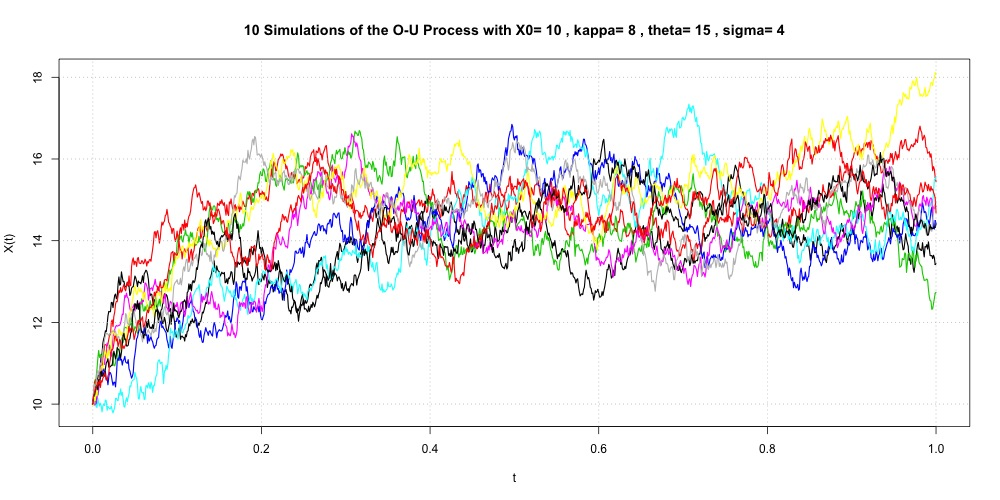 10 Simulations of the O-U Process with X0= 10 , kappa= 8 , theta= 15 , sigma= 4
X(t)
18
16
14
12
10
0.0 0.2 0.4 0.6 0.8 1.0
t